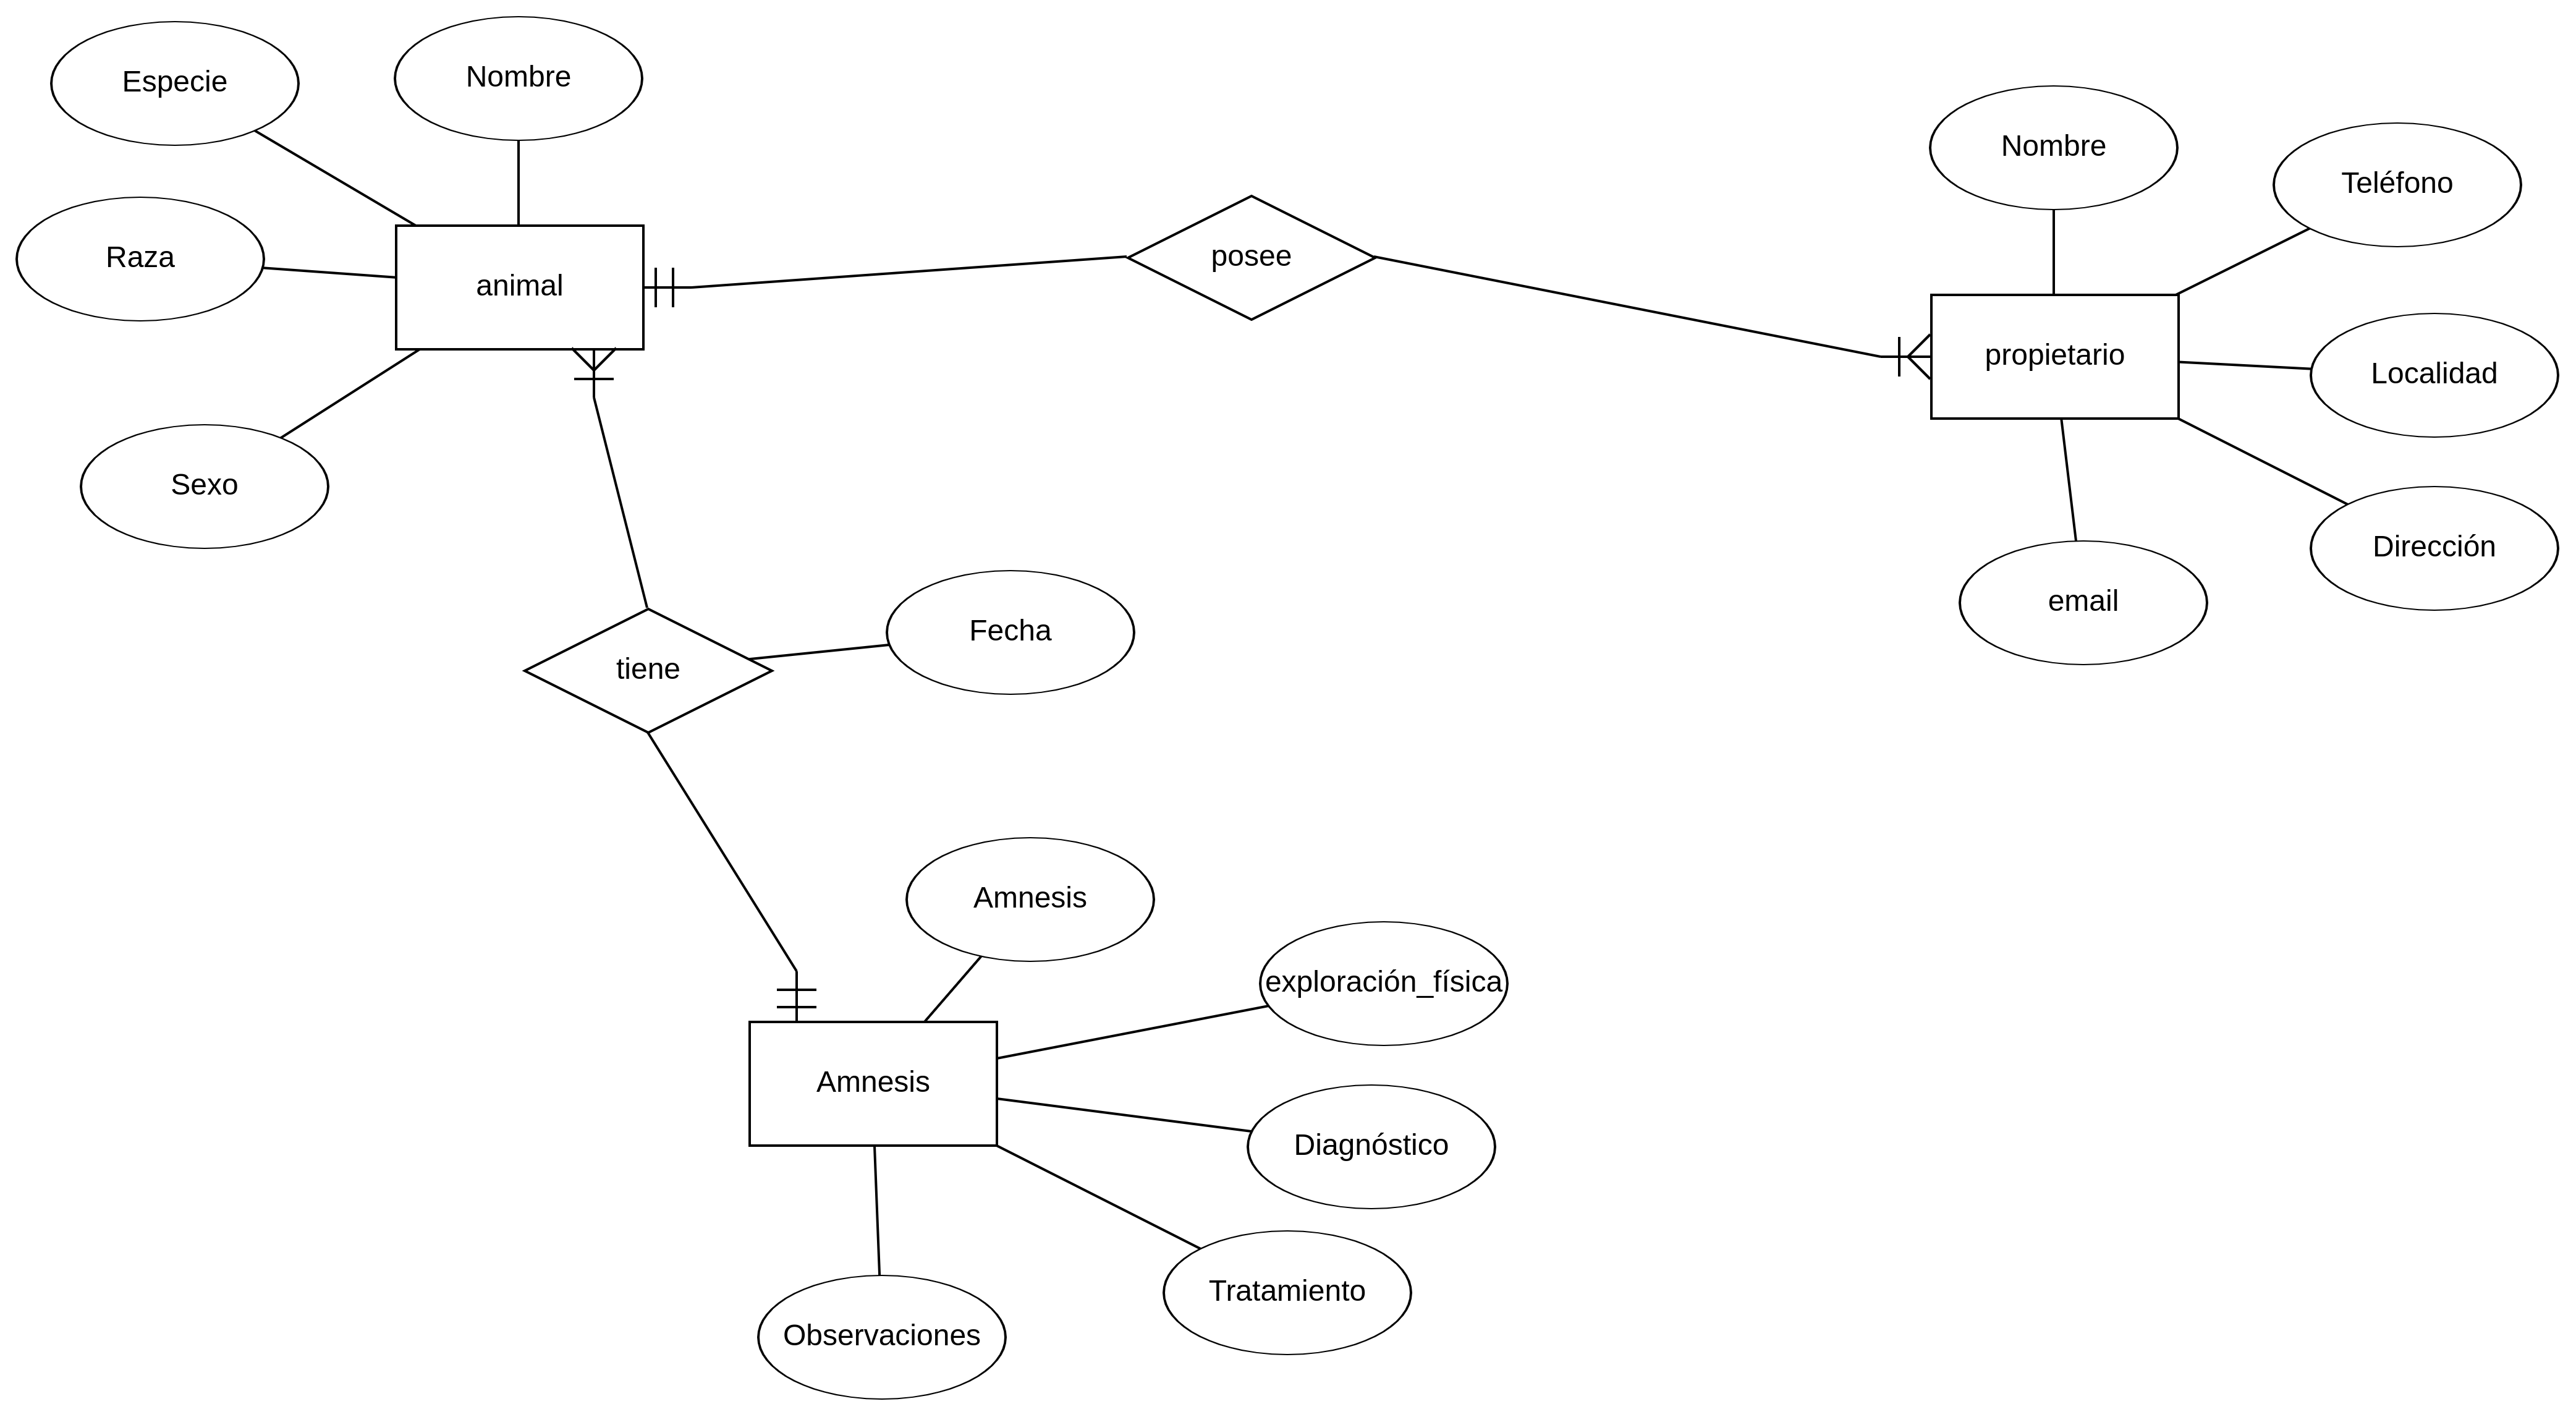 Especie
Nombre
Raza
animal
Sexo
posee
Nombre
Teléfono
propietario
Localidad
Dirección
email
tiene
Fecha
Amnesis
exploración_física
Amnesis
Diagnóstico
Tratamiento
Observaciones